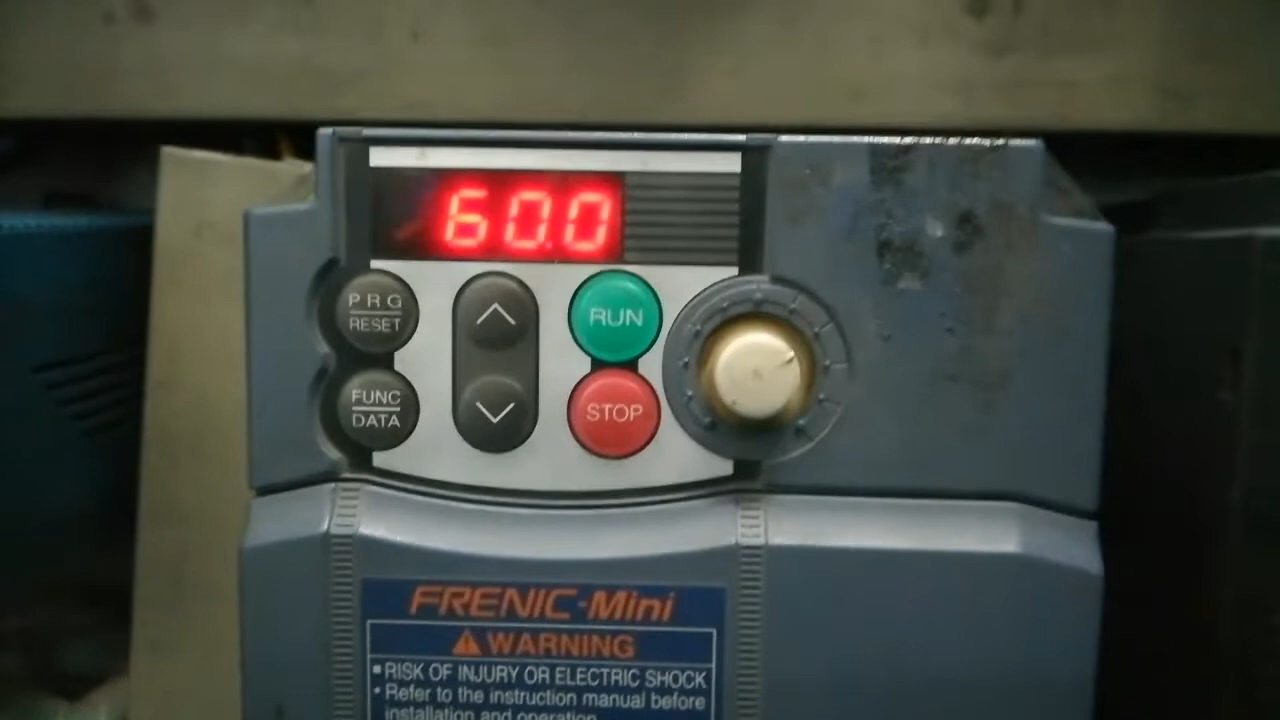 60.0
PRG
RESET
RUN
FUNC
DATA
STOP
FRENIC-Mini
WARNING
▪ RISK OF INJURY OR ELECTRIC SHOCK
• Refer to the instruction manual before
installation and operation